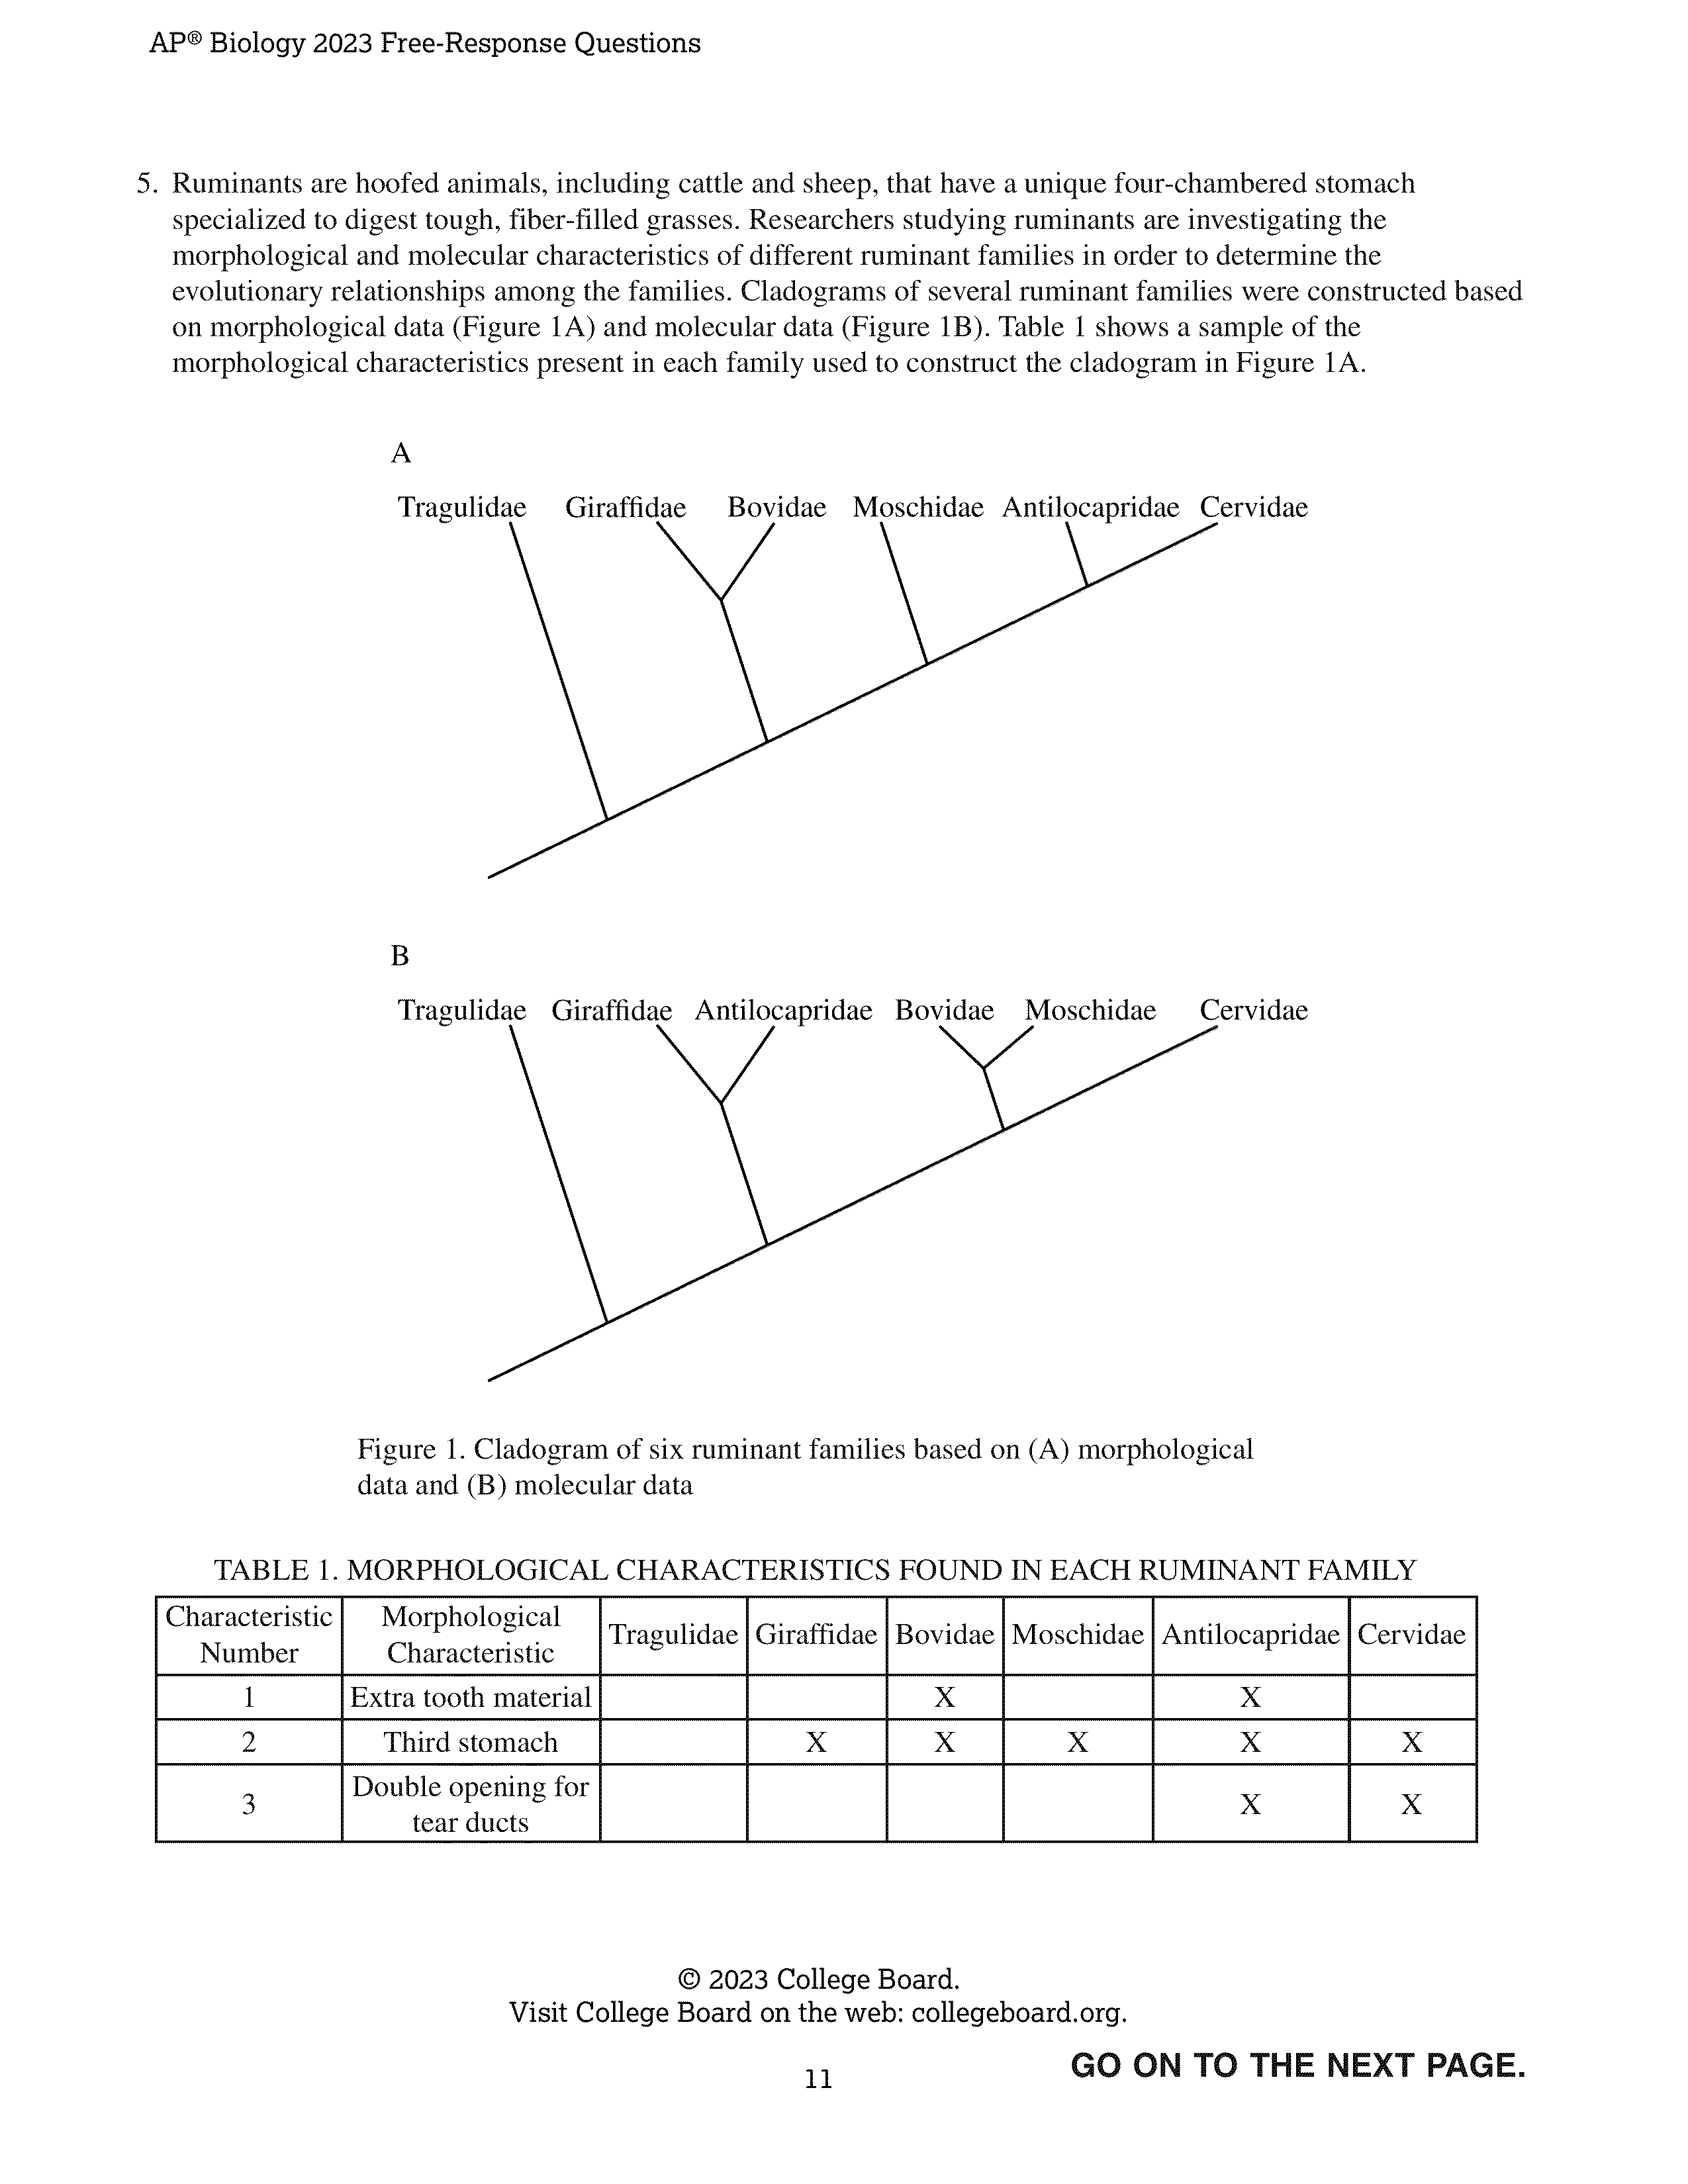 AP® Biology 2023 Free-Response Questions
5. Ruminants are hoofed animals, including cattle and sheep, that have a unique four-chambered stomach
specialized to digest tough, fiber-filled grasses. Researchers studying ruminants are investigating the
morphological and molecular characteristics of different ruminant families in order to determine the
evolutionary relationships among the families. Cladograms of several ruminant families were constructed based
on morphological data (Figure 1A) and molecular data (Figure 1B). Table 1 shows a sample of the
morphological characteristics present in each family used to construct the cladogram in Figure 1A.
A
Tragulidae Giraffidae Bovidae Moschidae Antilocapridae Cervidae
B
Tragulidae Giraffidae Antilocapridae Bovidae Moschidae Cervidae
Figure 1. Cladogram of six ruminant families based on (A) morphological
data and (B) molecular data
TABLE 1. MORPHOLOGICAL CHARACTERISTICS FOUND IN EACH RUMINANT FAMILY
Characteristic Number Morphological Characteristic Tragulidae Giraffidae Bovidae Moschidae Antilocapridae Cervidae
1 Extra tooth material X X
2 Third stomach X X X X X
3 Double opening for tear ducts X X
© 2023 College Board.
Visit College Board on the web: collegeboard.org.
GO ON TO THE NEXT PAGE.
11